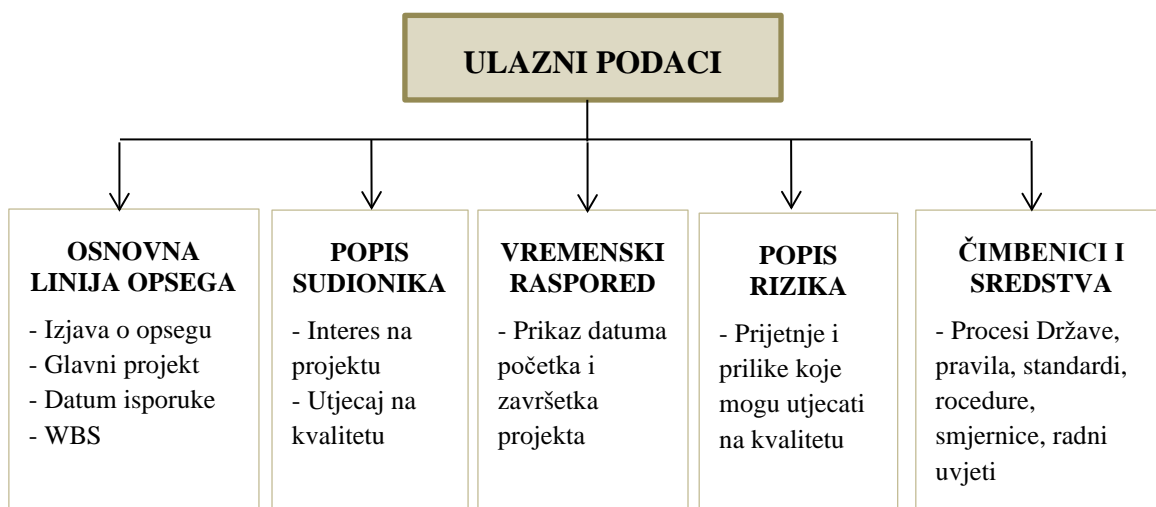 ULAZNI PODACI
OSNOVNA
LINIJA OPSEGA
- Izjava o opsegu
- Glavni projekt
- Datum isporuke
- WBS
POPIS
SUDIONIKA
- Interes na
projektu
- Utjecaj na
kvalitetu
VREMENSKI
RASPORED
- Prikaz datuma
početka i
završetka
projekta
POPIS
RIZIKA
- Prijetnje i
prilike koje
mogu utjecati
na kvalitetu
ČIMBENICI I
SREDSTVA
- Procesi Države,
pravila, standardi,
rocedure,
smjernice, radni
uvjeti